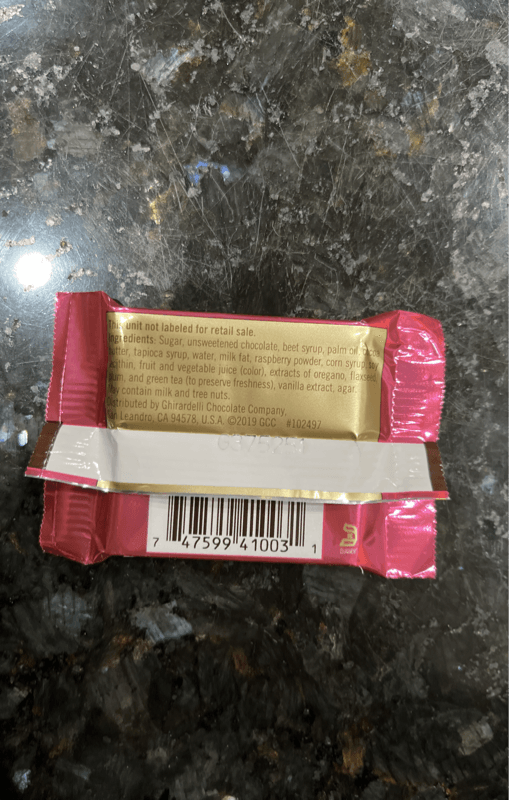 This unit not labeled for retail sale.
Ingredients: Sugar, unsweetened chocolate, beet syrup, palm oil,
butter, tapioca syrup, water, milk fat, raspberry powder, corn syrup, soy
lecithin, fruit and vegetable juice (color), extracts of oregano, flaxseed,
and green tea (to preserve freshness), vanilla extract, agar.
May contain milk and tree nuts.
Distributed by Ghirardelli Chocolate Company,
San Leandro, CA 94578, U.S.A. ©2019 GCC #102497
7 47599 41003 1
DAIRY